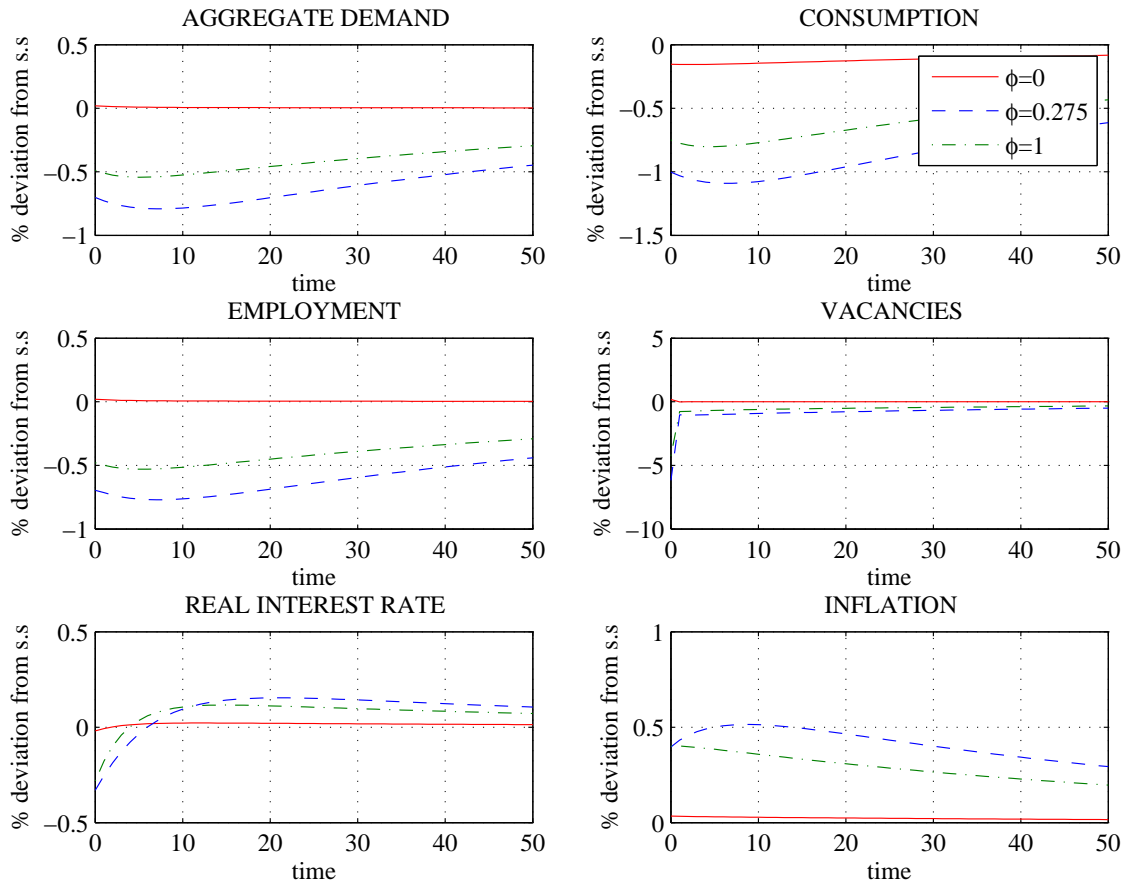 AGGREGATE DEMAND
% deviation from s.s
0.5
0
−0.5
−1
0 10 20 30 40 50
time
CONSUMPTION
% deviation from s.s
0
−0.5
−1
−1.5
0 10 20 30 40 50
time
ϕ=0
ϕ=0.275
ϕ=1
EMPLOYMENT
% deviation from s.s
0.5
0
−0.5
−1
0 10 20 30 40 50
time
VACANCIES
% deviation from s.s
5
0
−5
−10
0 10 20 30 40 50
time
REAL INTEREST RATE
% deviation from s.s
0.5
0
−0.5
0 10 20 30 40 50
time
INFLATION
% deviation from s.s
1
0.5
0
0 10 20 30 40 50
time